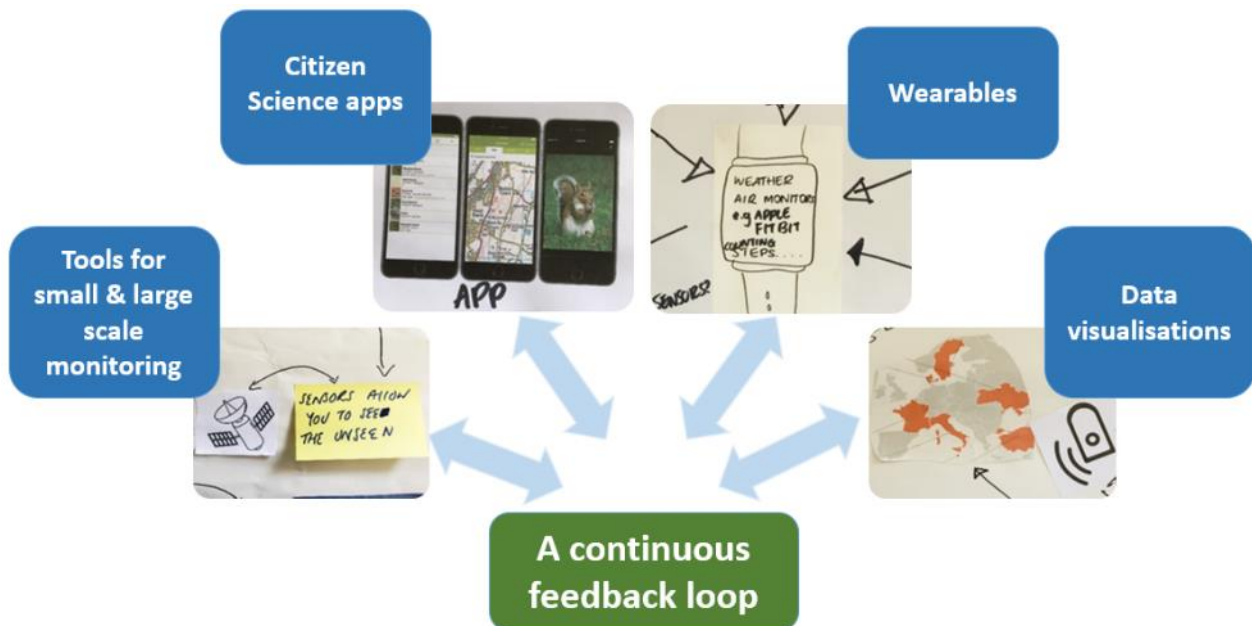 Citizen
Science apps
Wearables
APP
WEATHER
AIR MONITORS
e.g APPLE
FITBIT
COUNTING
STEPS....
SENSORS?
Tools for
small & large
scale
monitoring
SENSORS ALLOW
YOU TO SEE
THE UNSEEN
Data
visualisations
A continuous
feedback loop